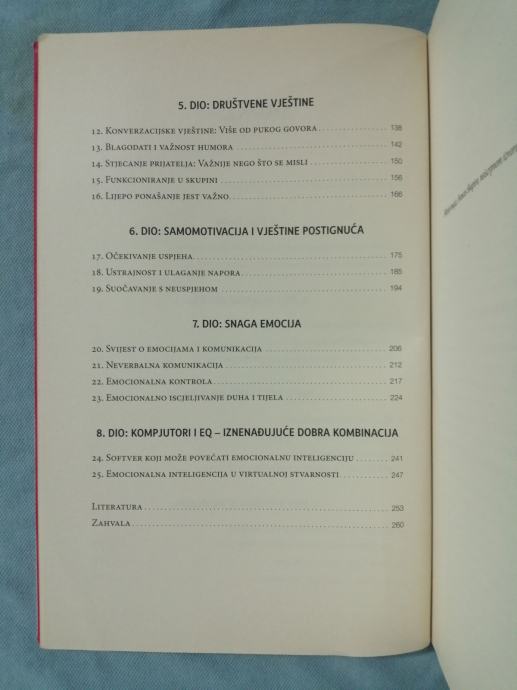 5. DIO: DRUŠTVENE VJEŠTINE
12. Konverzacijske vještine: Više od pukog govora 138
13. Blagodati i važnost humora 142
14. Stjecanje prijatelja: Važnije nego što se misli 150
15. Funkcioniranje u skupini 156
16. Lijepo ponašanje jest važno 166
6. DIO: SAMOMOTIVACIJA I VJEŠTINE POSTIGNUĆA
17. Očekivanje uspjeha 175
18. Ustrajnost i ulaganje napora 185
19. Suočavanje s neuspjehom 194
7. DIO: SNAGA EMOCIJA
20. Svijest o emocijama i komunikacija 206
21. Neverbalna komunikacija 212
22. Emocionalna kontrola 217
23. Emocionalno iscjeljivanje duha i tijela 224
8. DIO: KOMPJUTORI I EQ – IZNENAĐUJUĆE DOBRA KOMBINACIJA
24. Softver koji može povećati emocionalnu inteligenciju 241
25. Emocionalna inteligencija u virtualnoj stvarnosti 247
Literatura 253
Zahvala 260